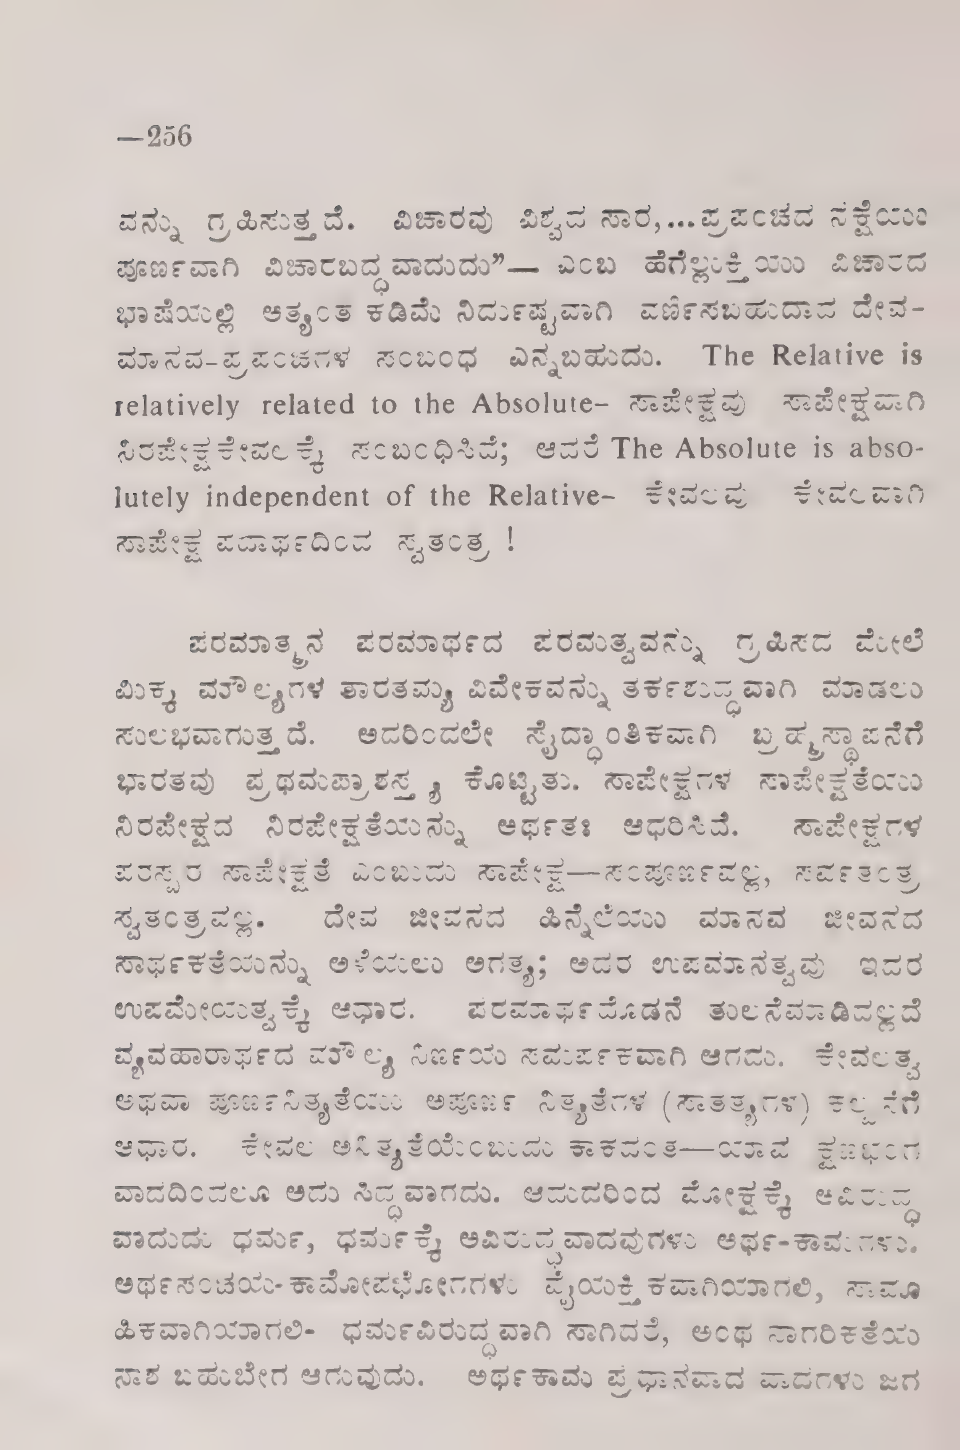 —256
ವನ್ನು ಗ್ರಹಿಸುತ್ತದೆ. ವಿಚಾರವು ವಿಶ್ವದ ಸಾರ,...ಪ್ರಪಂಚದ ನಕ್ಷೆಯು
ಪೂರ್ಣವಾಗಿ ವಿಚಾರಬದ್ಧವಾದುದು”— ಎಂಬ ಹೆಗೆಲ್ಲುಕ್ತಿಯು ವಿಚಾರದ
ಭಾಷೆಯಲ್ಲಿ ಅತ್ಯಂತ ಕಡಿಮೆ ನಿರ್ದುಷ್ಟವಾಗಿ ವರ್ಣಿಸಬಹುದಾದ ದೇವ-
ಮಾನವ-ಪ್ರಪಂಚಗಳ ಸಂಬಂಧ ಎನ್ನಬಹುದು. The Relative is
relatively related to the Absolute- ಸಾಪೇಕ್ಷವು ಸಾಪೇಕ್ಷವಾಗಿ
ನಿರಪೇಕ್ಷಕೇವಲಕ್ಕೆ ಸಂಬಂಧಿಸಿದೆ; ಆದರೆ The Absolute is abso-
lutely independent of the Relative- ಕೇವಲವು ಕೇವಲವಾಗಿ
ಸಾಪೇಕ್ಷ ಪದಾರ್ಥದಿಂದ ಸ್ವತಂತ್ರ !
ಪರಮಾತ್ಮನ ಪರಮಾರ್ಥದ ಪರಮತ್ವವನ್ನು ಗ್ರಹಿಸಿದ ಮೇಲೆ
ಮಿಕ್ಕ ಮೌಲ್ಯಗಳ ತಾರತಮ್ಯ ವಿವೇಕವನ್ನು ತರ್ಕಶುದ್ಧವಾಗಿ ಮಾಡಲು
ಸುಲಭವಾಗುತ್ತದೆ. ಅದರಿಂದಲೇ ಸೈದ್ಧಾಂತಿಕವಾಗಿ ಬ್ರಹ್ಮಸ್ಥಾಪನೆಗೆ
ಭಾರತವು ಪ್ರಥಮಪ್ರಾಶಸ್ತ್ಯ ಕೊಟ್ಟಿತು. ಸಾಪೇಕ್ಷಗಳ ಸಾಪೇಕ್ಷತೆಯು
ನಿರಪೇಕ್ಷದ ನಿರಪೇಕ್ಷತೆಯನ್ನು ಅರ್ಥತಃ ಆಧರಿಸಿದೆ. ಸಾಪೇಕ್ಷಗಳ
ಪರಸ್ಪರ ಸಾಪೇಕ್ಷತೆ ಎಂಬುದು ಸಾಪೇಕ್ಷ—ಸಂಪೂರ್ಣವಲ್ಲ, ಸರ್ವತಂತ್ರ
ಸ್ವತಂತ್ರವಲ್ಲ. ದೇವ ಜೀವನದ ಹಿನ್ನೆಲೆಯು ಮಾನವ ಜೀವನದ
ಸಾರ್ಥಕತೆಯನ್ನು ಅಳೆಯಲು ಅಗತ್ಯ; ಅದರ ಉಪಮಾನತ್ವವು ಇದರ
ಉಪಮೇಯತ್ವಕ್ಕೆ ಆಧಾರ. ಪರಮಾರ್ಥದೊಡನೆ ತುಲನೆಮಾಡಿದಲ್ಲದೆ
ವ್ಯವಹಾರಾರ್ಥದ ಮೌಲ್ಯ ನಿರ್ಣಯ ಸಮರ್ಪಕವಾಗಿ ಆಗದು. ಕೇವಲತ್ವ
ಅಥವಾ ಪೂರ್ಣನಿತ್ಯತೆಯು ಅಪೂರ್ಣ ನಿತ್ಯತೆಗಳ (ಸಾತತ್ಯಗಳ) ಕಲ್ಪನೆಗೆ
ಆಧಾರ. ಕೇವಲ ಅನಿತ್ಯತೆಯೆಂಬುದು ಕಾಕದಂತ—ಯಾವ ಕ್ಷಣಭಂಗ
ವಾದದಿಂದಲೂ ಅದು ಸಿದ್ಧವಾಗದು. ಆದುದರಿಂದ ಮೋಕ್ಷಕ್ಕೆ ಅವಿರುದ್ಧ
ವಾದುದು ಧರ್ಮ, ಧರ್ಮಕ್ಕೆ ಅವಿರುದ್ಧವಾದವುಗಳು ಅರ್ಥ-ಕಾಮಗಳು.
ಅರ್ಥಸಂಚಯ-ಕಾಮೋಪಭೋಗಗಳು ವೈಯಕ್ತಿಕವಾಗಿಯಾಗಲಿ, ಸಾಮೂ
ಹಿಕವಾಗಿಯಾಗಲಿ- ಧರ್ಮವಿರುದ್ಧವಾಗಿ ಸಾಗಿದರೆ, ಅಂಥ ನಾಗರಿಕತೆಯ
ನಾಶ ಬಹುಬೇಗ ಆಗುವುದು. ಅರ್ಥಕಾಮ ಪ್ರಧಾನವಾದ ವಾದಗಳು ಜಗ